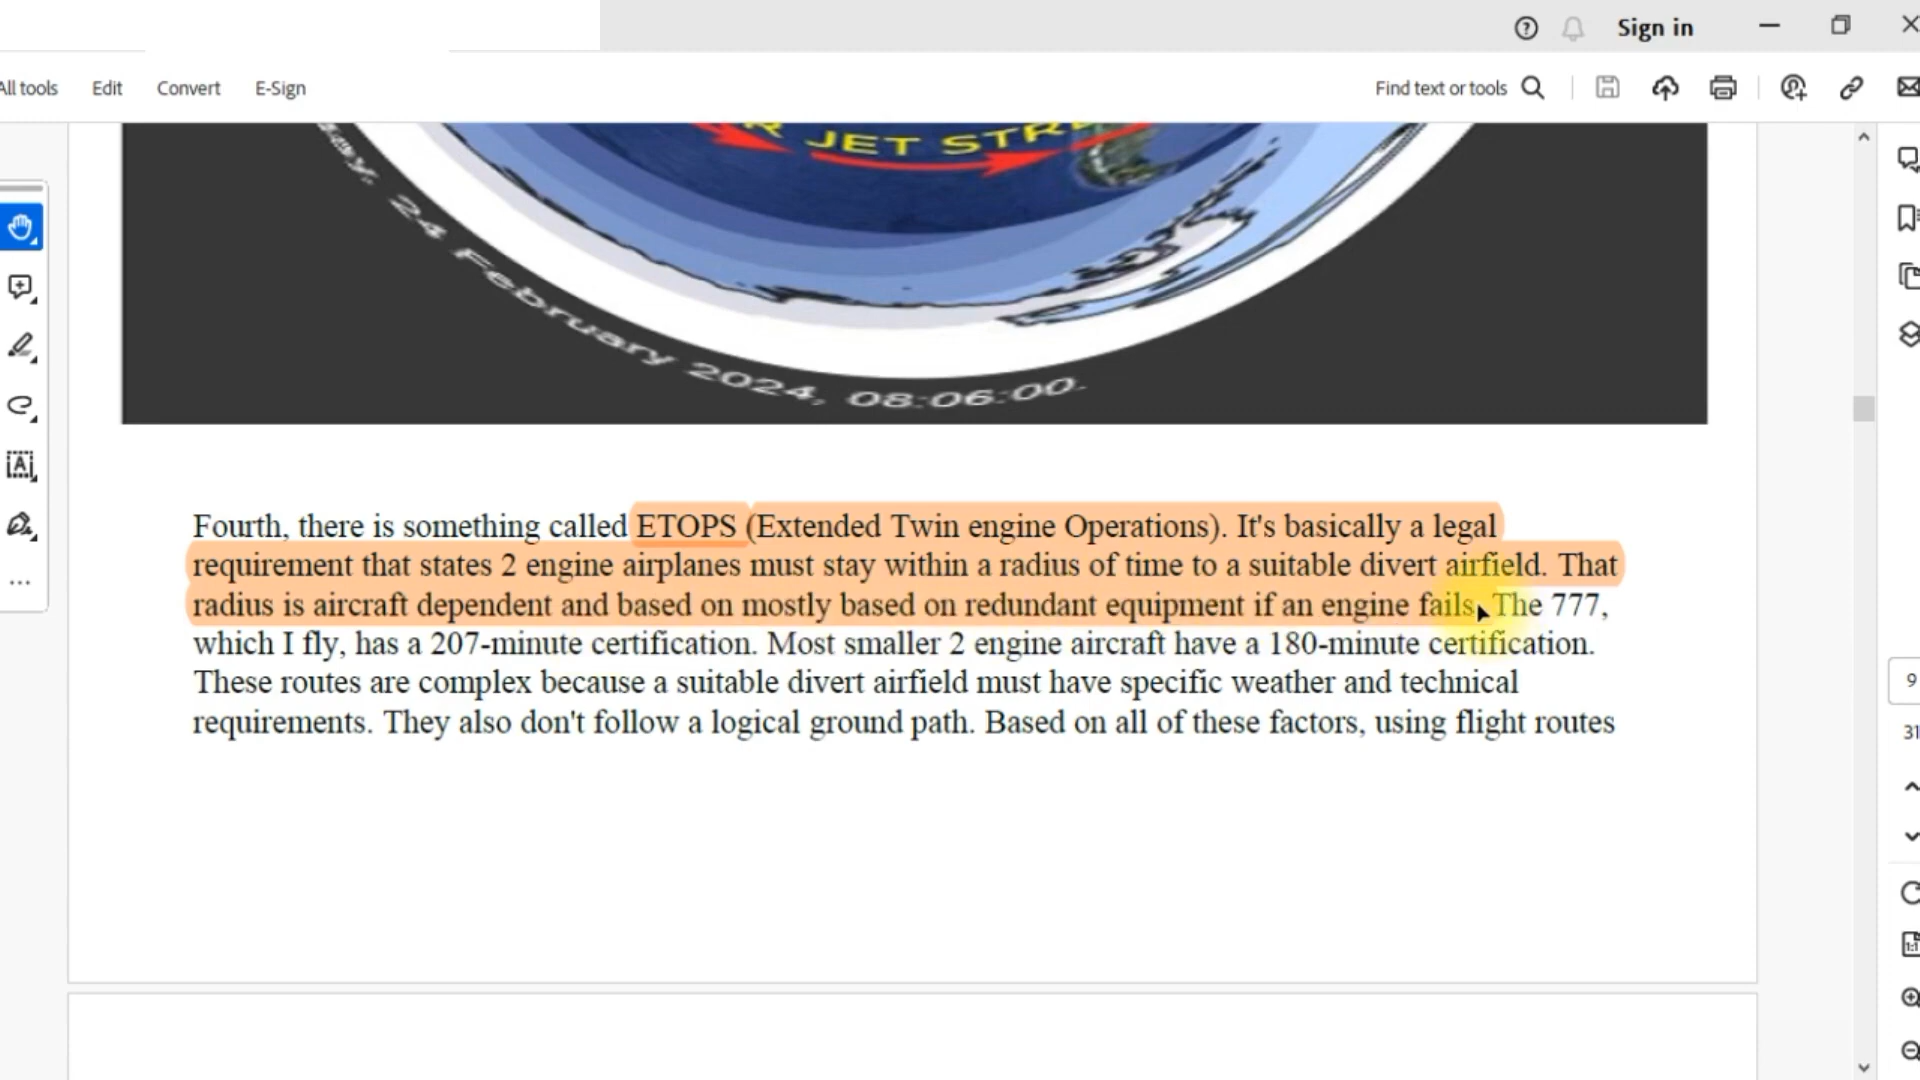 Sign in
All tools
Edit
Convert
E-Sign
Find text or tools
JET STRE
24 February 2024, 08:06:00.
Fourth, there is something called ETOPS (Extended Twin engine Operations). It's basically a legal
requirement that states 2 engine airplanes must stay within a radius of time to a suitable divert airfield. That
radius is aircraft dependent and based on mostly based on redundant equipment if an engine fails. The 777,
which I fly, has a 207-minute certification. Most smaller 2 engine aircraft have a 180-minute certification.
These routes are complex because a suitable divert airfield must have specific weather and technical
requirements. They also don't follow a logical ground path. Based on all of these factors, using flight routes
9
31